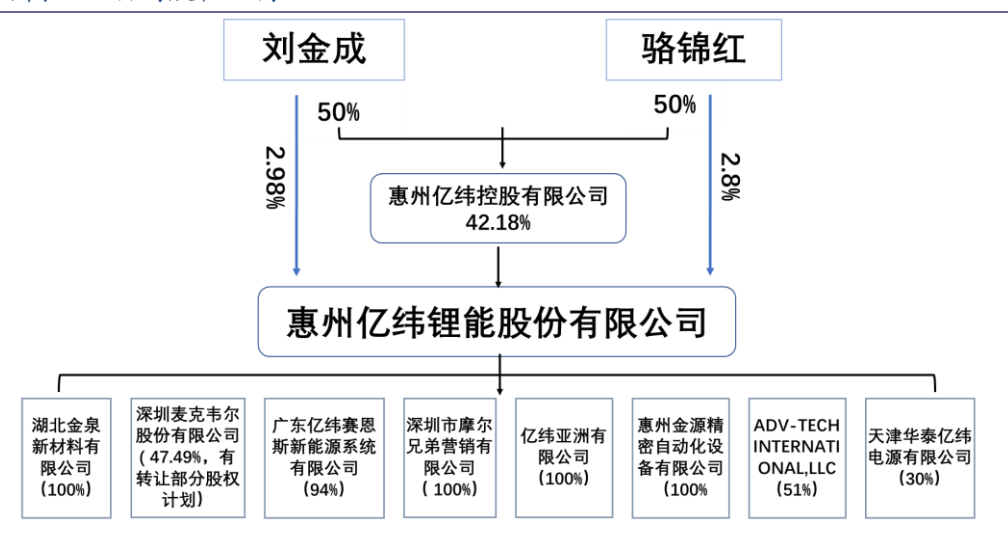 刘金成
骆锦红
50%
50%
2.98%
2.8%
惠州亿纬控股有限公司
42.18%
惠州亿纬锂能股份有限公司
湖北金泉
新材料有
限公司
(100%)
深圳麦克韦尔
股份有限公司
(47.49%，有
转让部分股权
计划)
广东亿纬赛恩
斯新能源系统
有限公司
(94%)
深圳市摩尔
兄弟营销有
限公司
( 100%)
亿纬亚洲有
限公司
(100%)
惠州金源精
密自动化设
备有限公司
(100%
ADV-TECH
INTERNATI
ONAL,LLC
(51%)
天津华泰亿纬
电源有限公司
(30%)